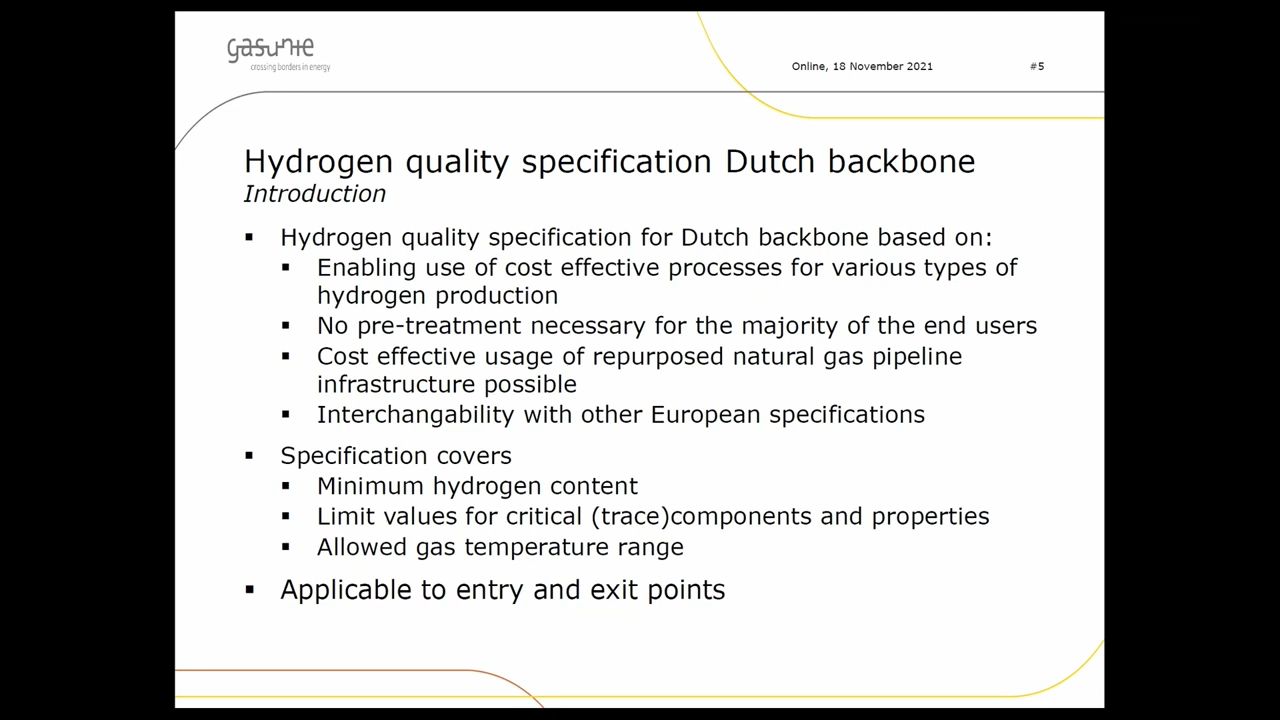 gasunie
crossing borders in energy
Online, 18 November 2021
#5
Hydrogen quality specification Dutch backbone
Introduction
▪ Hydrogen quality specification for Dutch backbone based on:
▪ Enabling use of cost effective processes for various types of
hydrogen production
▪ No pre-treatment necessary for the majority of the end users
▪ Cost effective usage of repurposed natural gas pipeline
infrastructure possible
▪ Interchangability with other European specifications
▪ Specification covers
▪ Minimum hydrogen content
▪ Limit values for critical (trace)components and properties
▪ Allowed gas temperature range
▪ Applicable to entry and exit points